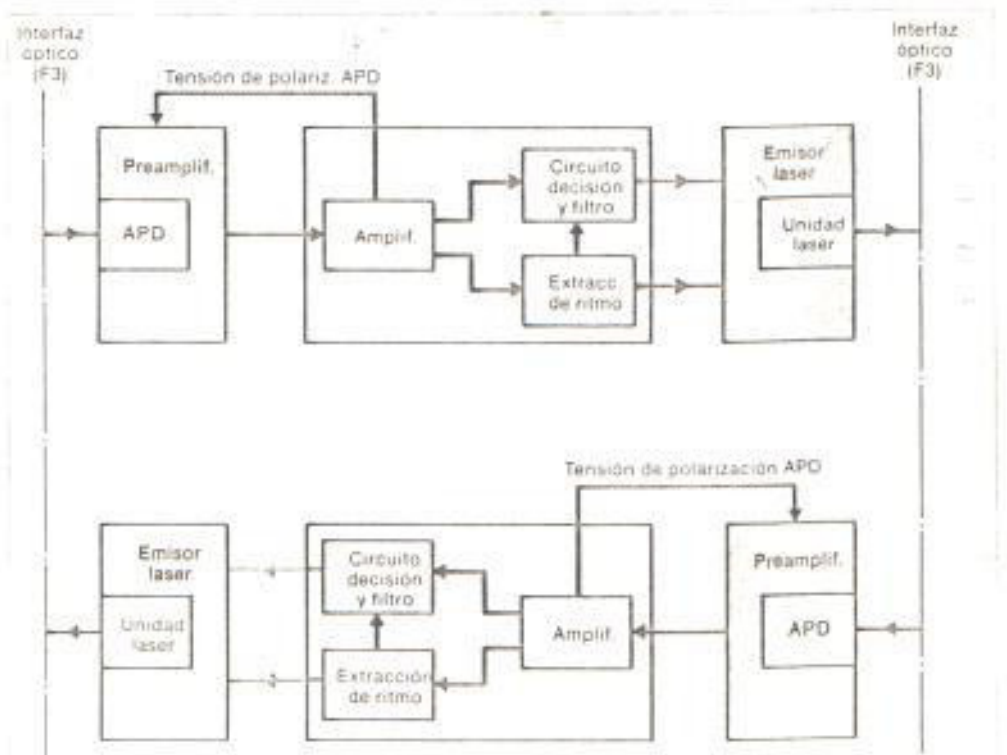 Interfaz
óptico
(F3)
Interfaz
óptico
(F3)
Tensión de polariz. APD
Preamplif.
APD
Amplif.
Circuito
decisión
y filtro
Extracc.
de ritmo
Emisor
laser
Unidad
laser
Tensión de polarización APD
Emisor
laser
Unidad
laser
Circuito
decisión
y filtro
Extracción
de ritmo
Amplif.
Preamplif.
APD